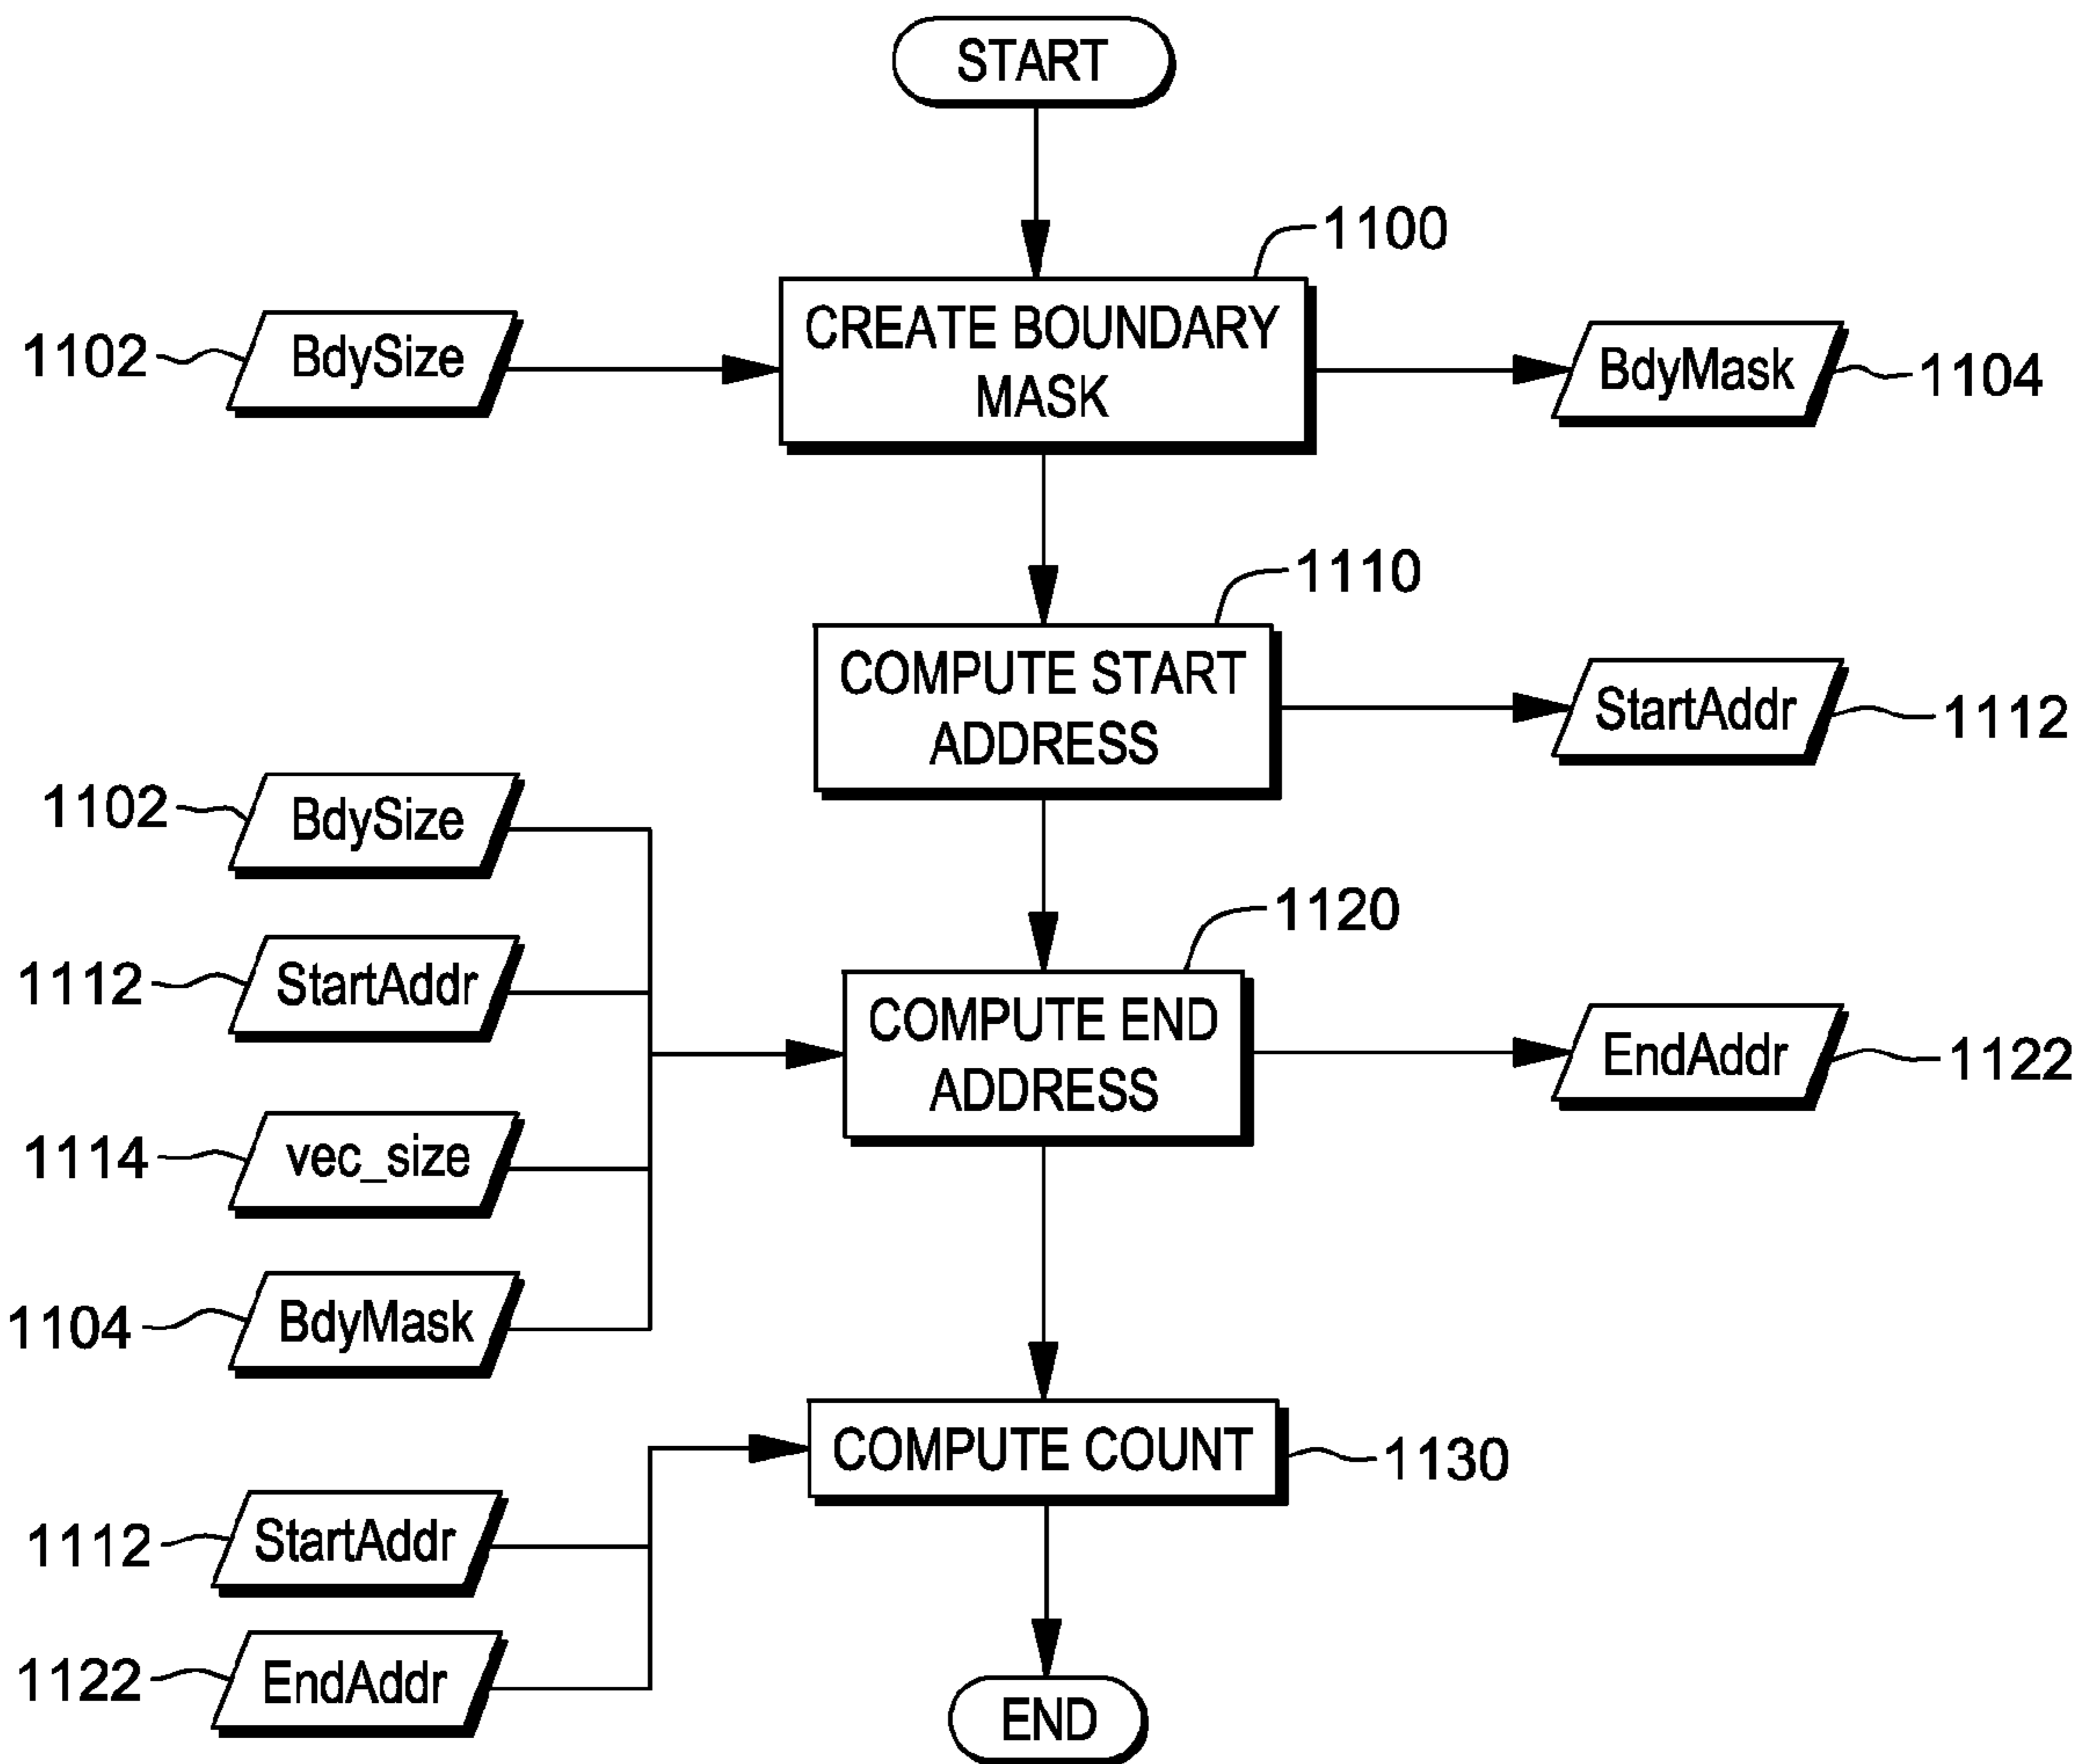 START
1100
CREATE BOUNDARY
MASK
1102
BdySize
BdyMask
1104
1110
COMPUTE START
ADDRESS
StartAddr
1112
1102
BdySize
1112
StartAddr
1120
COMPUTE END
ADDRESS
EndAddr
1122
1114
vec_size
1104
BdyMask
COMPUTE COUNT
1130
1112
StartAddr
1122
EndAddr
END